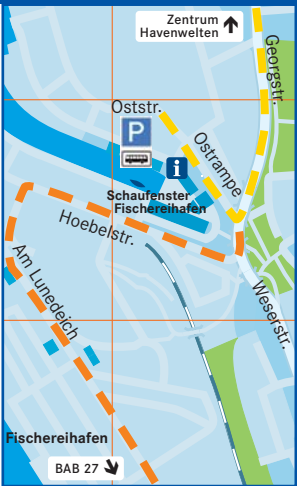 Zentrum
Havenwelten
Georgstr.
Oststr.
P
Ostrampe
i
Schaufenster
Fischereihafen
Hoebelstr.
Am Lunedeich
Weserstr.
Fischereihafen
BAB 27